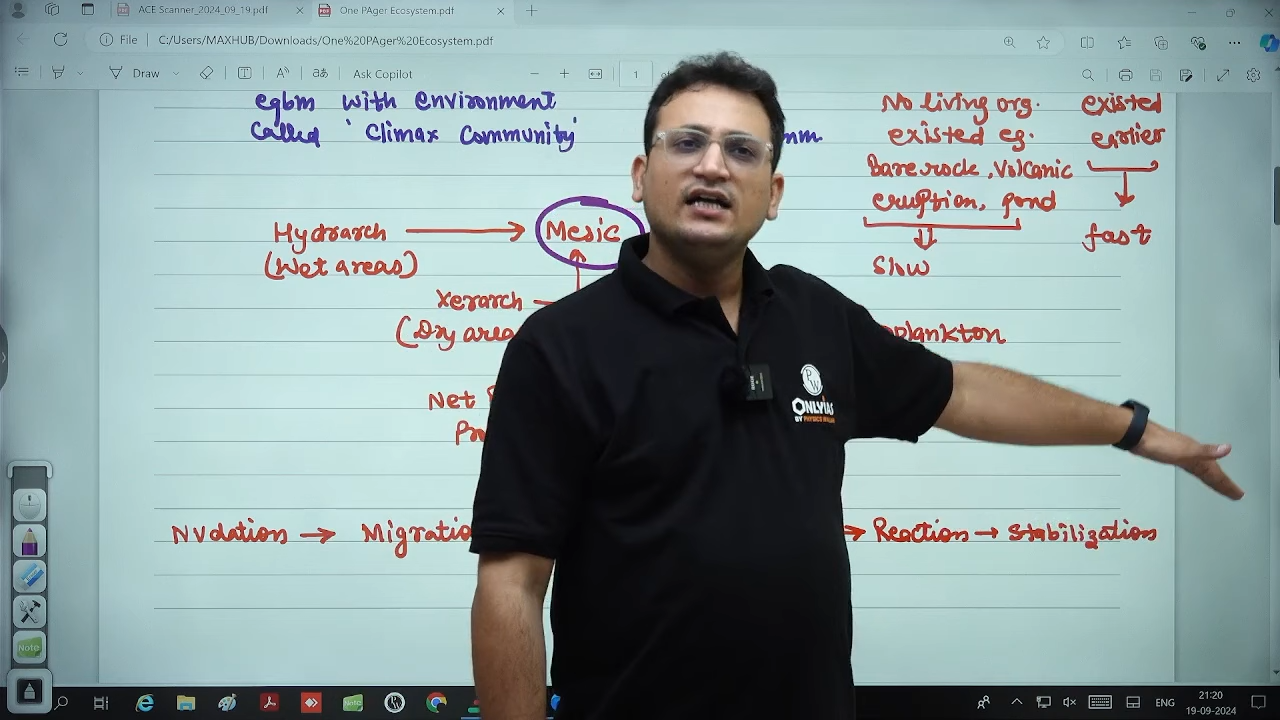 ACE Scanner_2024_09_19.pdf
One PAger Ecosystem.pdf
File
C:/Users/MAXHUB/Downloads/One%20PAger%20Ecosystem.pdf
Draw
Ask Copilot
1
eqbm with environment
called 'Climax Community'
No living org.
existed eg.
Bare rock, Volcanic
eruption, pond
Slow
existed
earlier
fast
Hydrarch → Mesic
(Wet areas)
Xerarch
(Dry area
plankton
Net
Nudation → Migratio
→ Reaction → Stabilization
PW
ONLYIAS
BY PHYSICS WALLAH
Note
ENG
21:20
19-09-2024